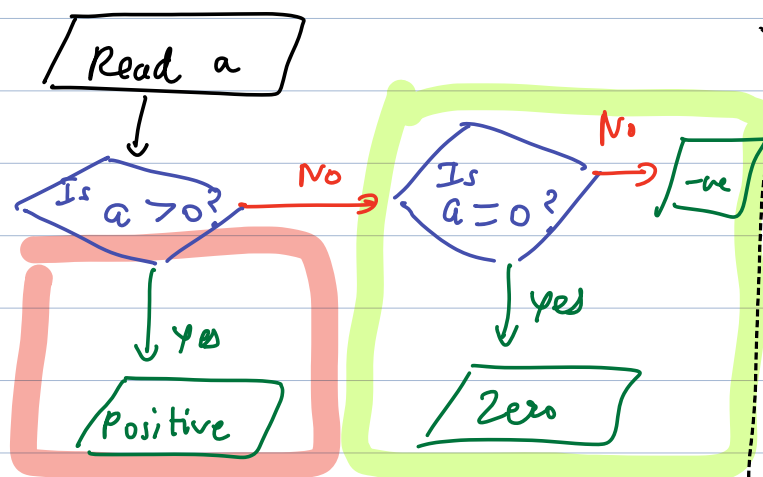 Read a
Is
a > 0?
No
Is
a = 0?
No
-ve
Yes
Positive
Yes
Zero